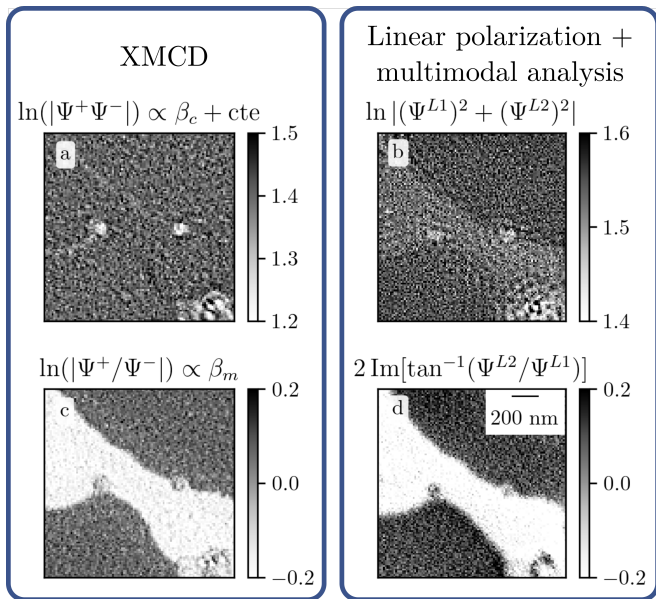 XMCD
ln(|Ψ⁺Ψ⁻|) ∝ β_c + cte
a
1.5
1.4
1.3
1.2
ln(|Ψ⁺/Ψ⁻|) ∝ β_m
c
0.2
0.0
−0.2
Linear polarization +
multimodal analysis
ln |(Ψ^{L1})² + (Ψ^{L2})²|
b
1.6
1.5
1.4
2 Im[tan⁻¹(Ψ^{L2}/Ψ^{L1})]
d
200 nm
0.2
0.0
−0.2